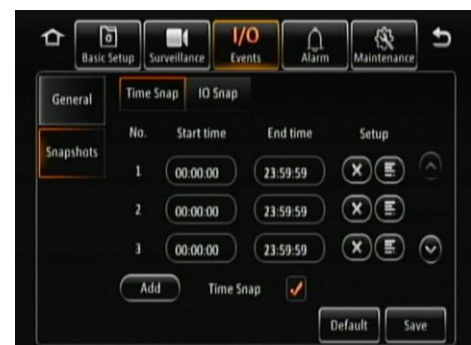 I/O
Basic Setup Surveillance Events Alarm Maintenance
General Time Snap IO Snap
No. Start time End time Setup
Snapshots
1 00:00:00 23:59:59
2 00:00:00 23:59:59
3 00:00:00 23:59:59
Add Time Snap
Default Save